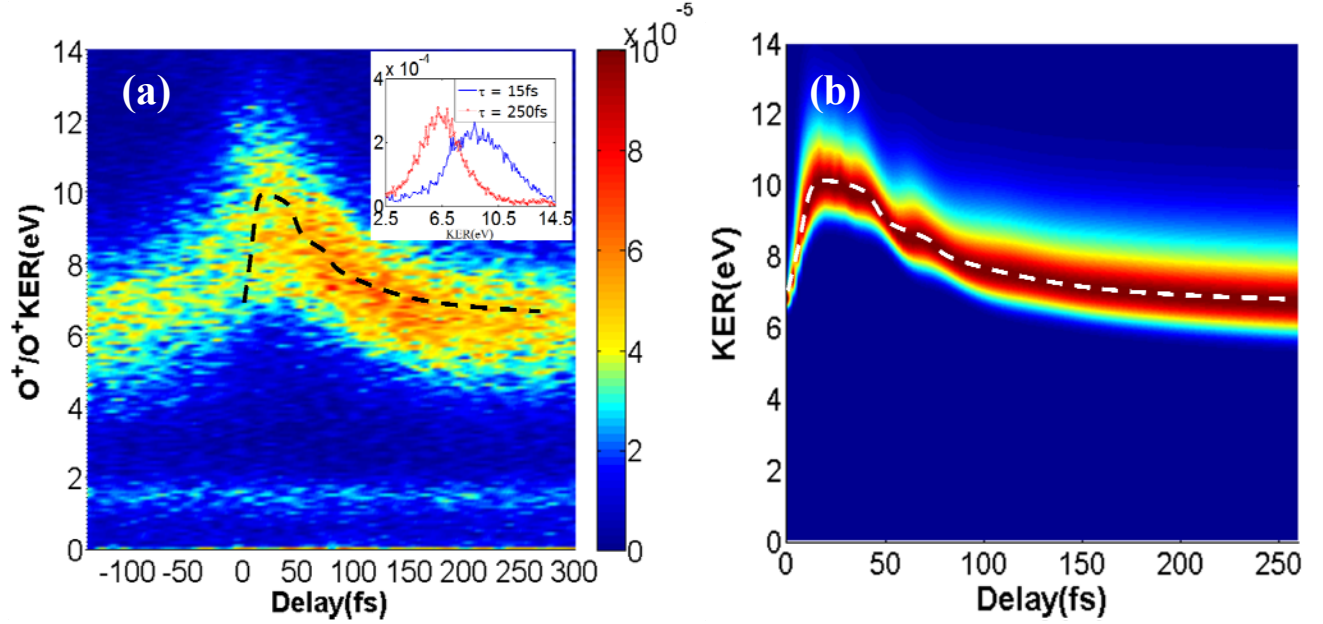 x 10
-5
14
12
10
8
6
4
2
0
O+/O+KER(eV)
(a)
x 10-4
4
2
0
τ = 15fs
τ = 250fs
2.5 6.5 10.5 14.5
KER(eV)
10
8
6
4
2
0
-100 -50 0 50 100 150 200 250 300
Delay(fs)
14
12
10
8
6
4
2
0
KER(eV)
(b)
0 50 100 150 200 250
Delay(fs)